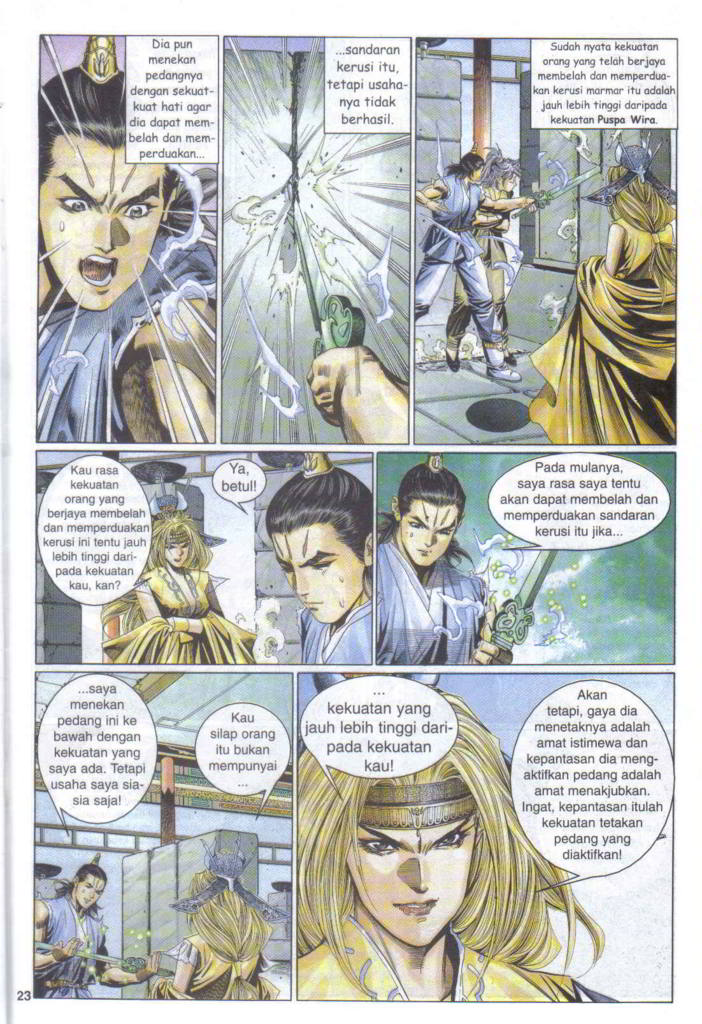 Dia pun
menekan
pedangnya
dengan sekuat-
kuat hati agar
dia dapat mem-
belah dan mem-
perduakan...
...sandaran
kerusi itu,
tetapi usaha-
nya tidak
berhasil.
Sudah nyata kekuatan
orang yang telah berjaya
membelah dan memperdua-
kan kerusi marmar itu adalah
jauh lebih tinggi daripada
kekuatan Puspa Wira.
Kau rasa
kekuatan
orang yang
berjaya membelah
dan memperduakan
kerusi ini tentu jauh
lebih tinggi dari-
pada kekuatan
kau, kan?
Ya,
betul!
Pada mulanya,
saya rasa saya tentu
akan dapat membelah dan
memperduakan sandaran
kerusi itu jika...
...saya
menekan
pedang ini ke
bawah dengan
kekuatan yang
saya ada. Tetapi
usaha saya sia-
sia saja!
Kau
silap orang
itu bukan
mempunyai
...
...
kekuatan yang
jauh lebih tinggi dari-
pada kekuatan
kau!
Akan
tetapi, gaya dia
menetaknya adalah
amat istimewa dan
kepantasan dia meng-
aktifkan pedang adalah
amat menakjubkan.
Ingat, kepantasan itulah
kekuatan tetakan
pedang yang
diaktifkan!
23